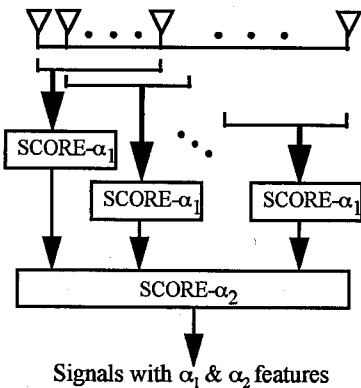 SCORE-α₁
SCORE-α₁
SCORE-α₁
SCORE-α₂
Signals with α₁ & α₂ features